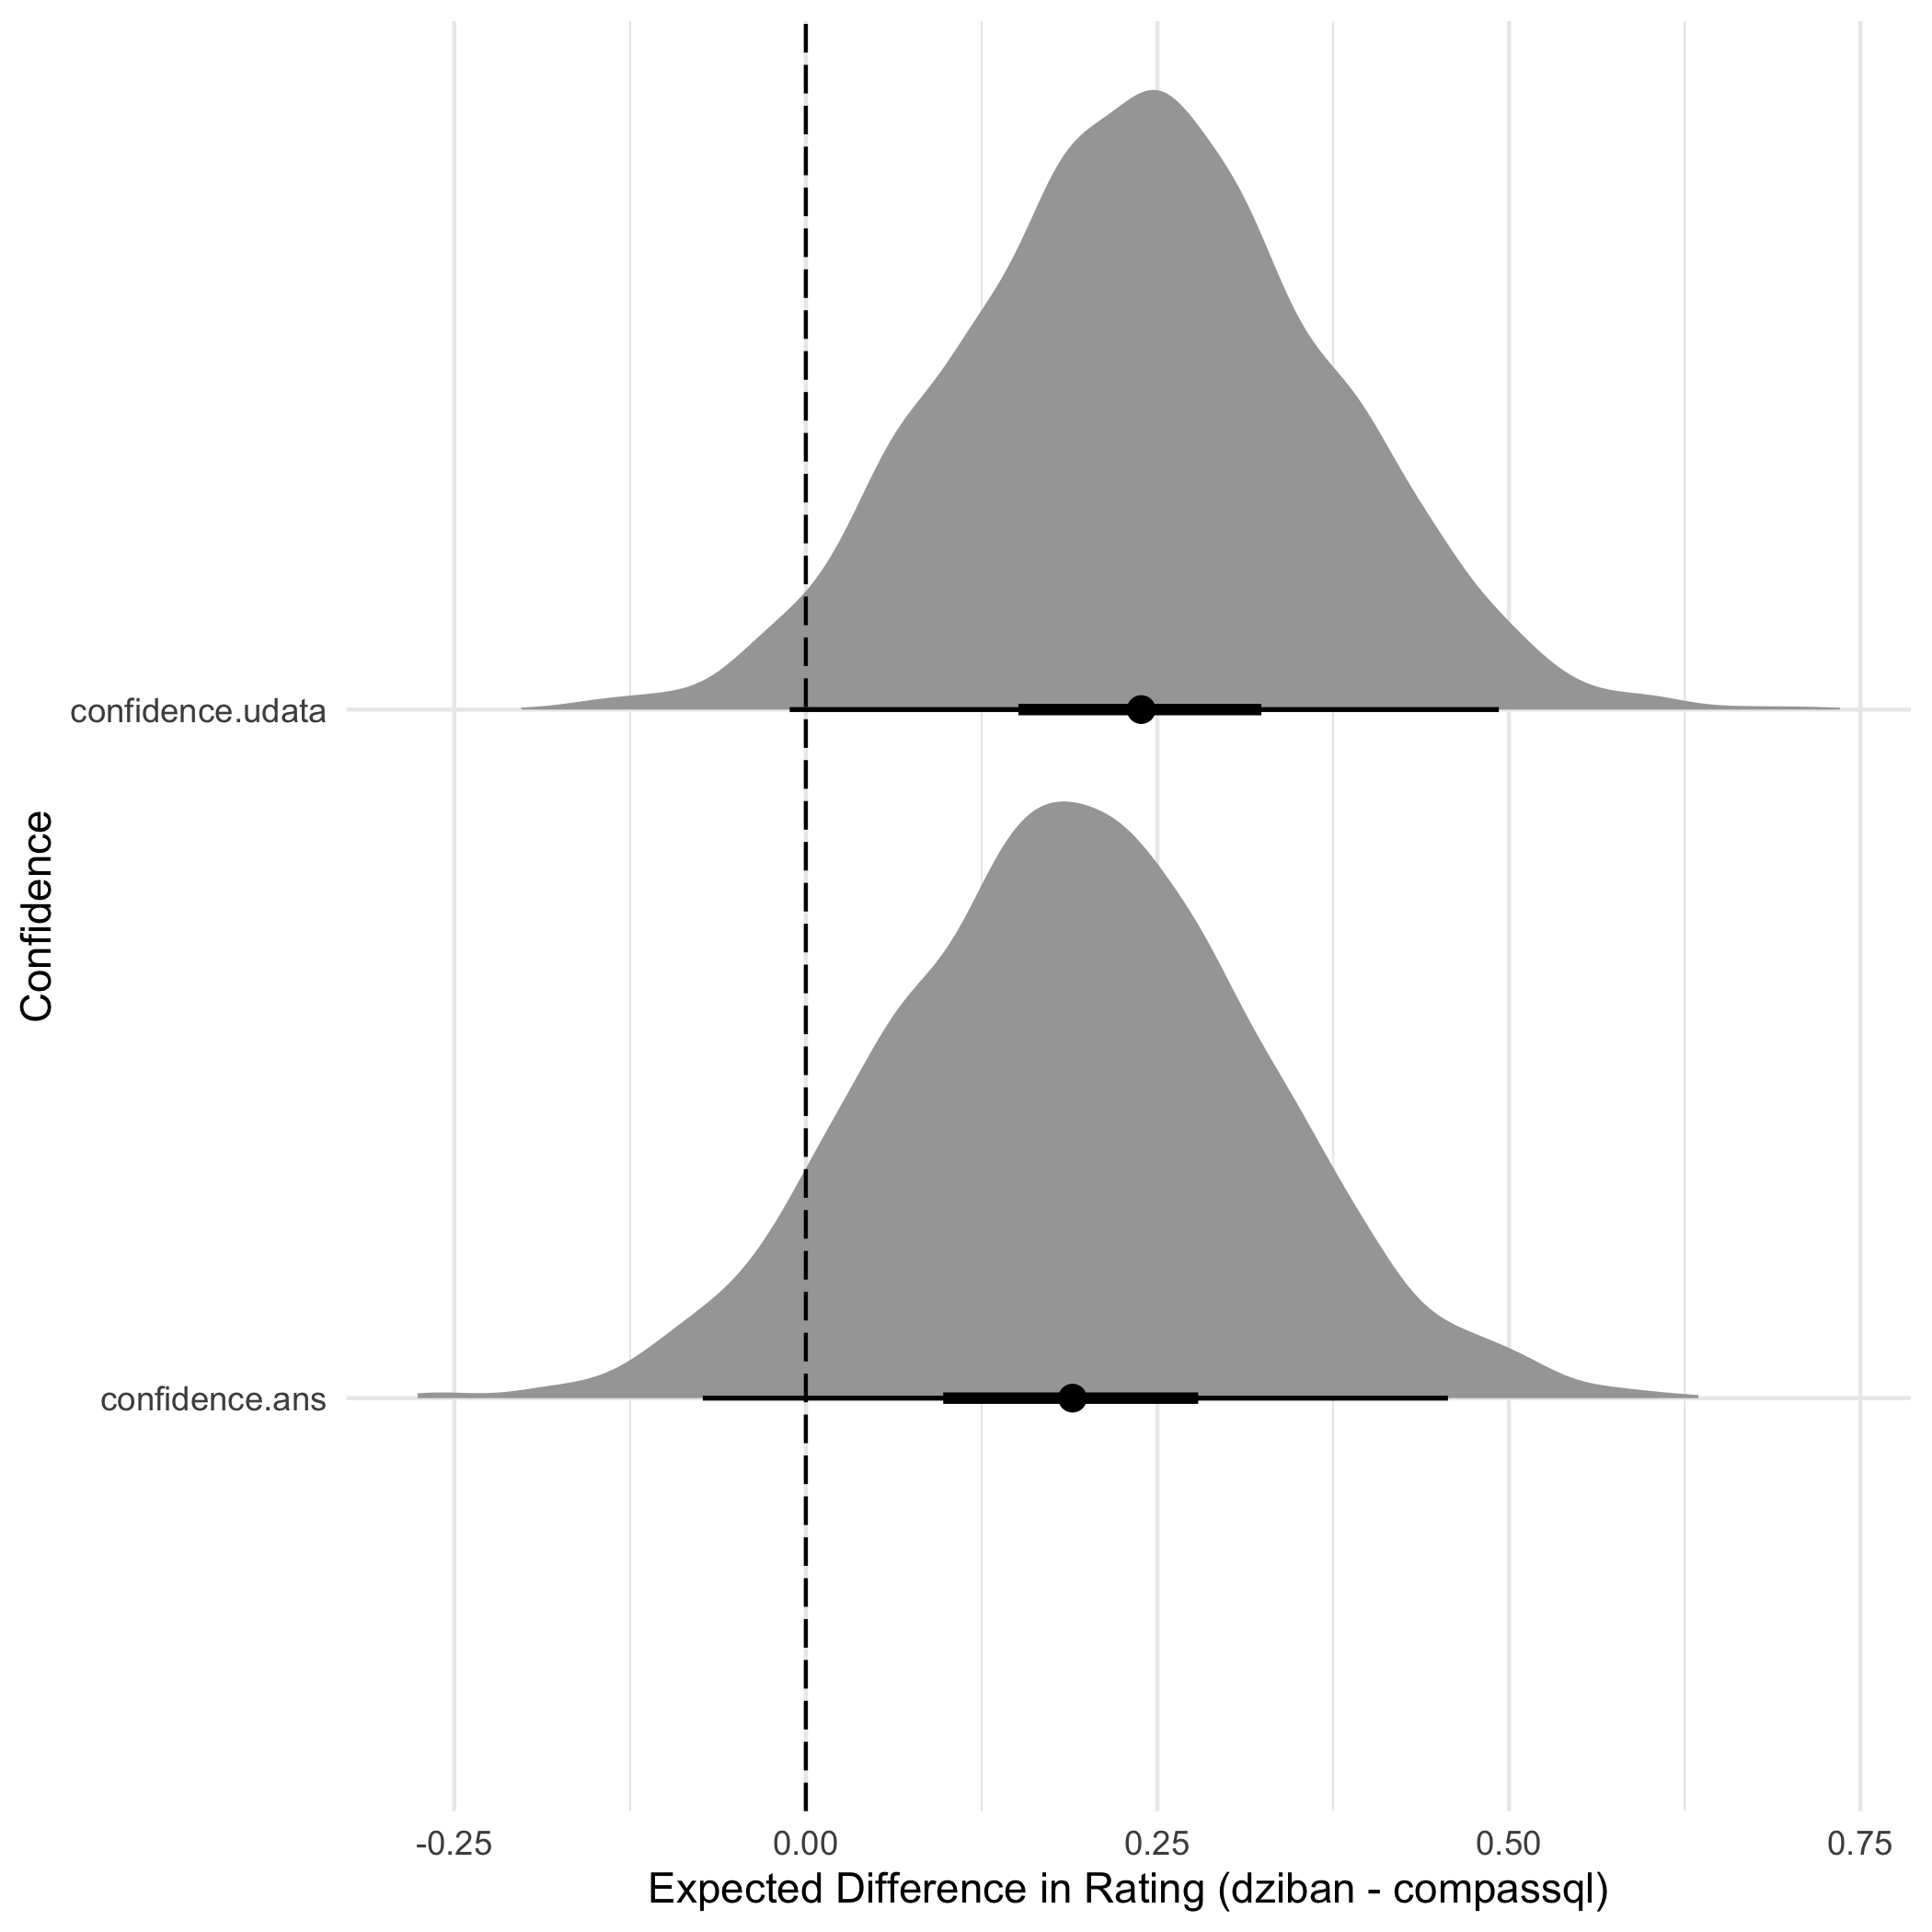 confidence.udata
Confidence
confidence.ans
-0.25 0.00 0.25 0.50 0.75
Expected Difference in Rating (dziban - compassql)